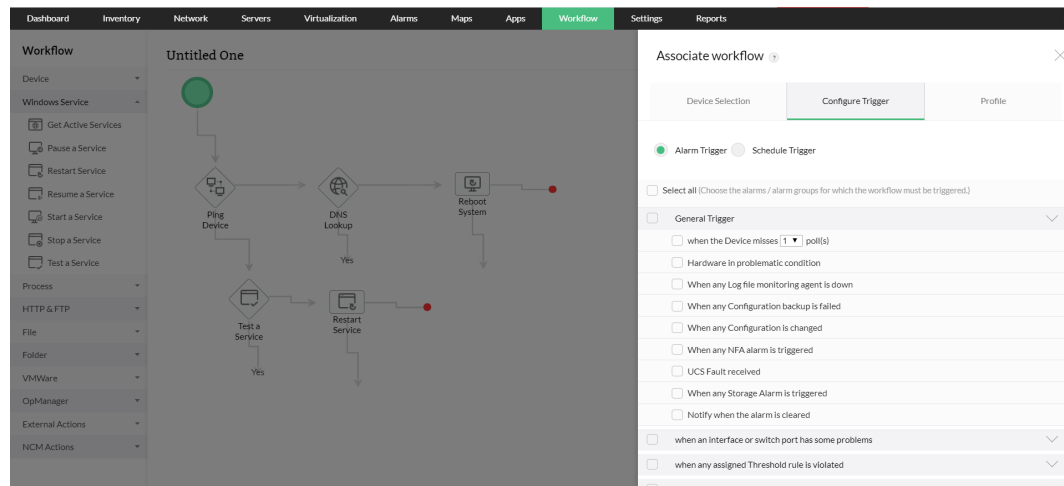 Dashboard Inventory Network Servers Virtualization Alarms Maps Apps Workflow Settings Reports
Workflow
Device
Windows Service
Get Active Services
Pause a Service
Restart Service
Resume a Service
Start a Service
Stop a Service
Test a Service
Process
HTTP & FTP
File
Folder
VMWare
OpManager
External Actions
NCM Actions
Untitled One
Ping
Device
DNS
Lookup
Yes
Reboot
System
Test a
Service
Yes
Restart
Service
Associate workflow ?
Device Selection Configure Trigger Profile
Alarm Trigger Schedule Trigger
Select all (Choose the alarms / alarm groups for which the workflow must be triggered.)
General Trigger
when the Device misses 1 poll(s)
Hardware in problematic condition
When any Log file monitoring agent is down
When any Configuration backup is failed
When any Configuration is changed
When any NFA alarm is triggered
UCS Fault received
When any Storage Alarm is triggered
Notify when the alarm is cleared
when an interface or switch port has some problems
when any assigned Threshold rule is violated